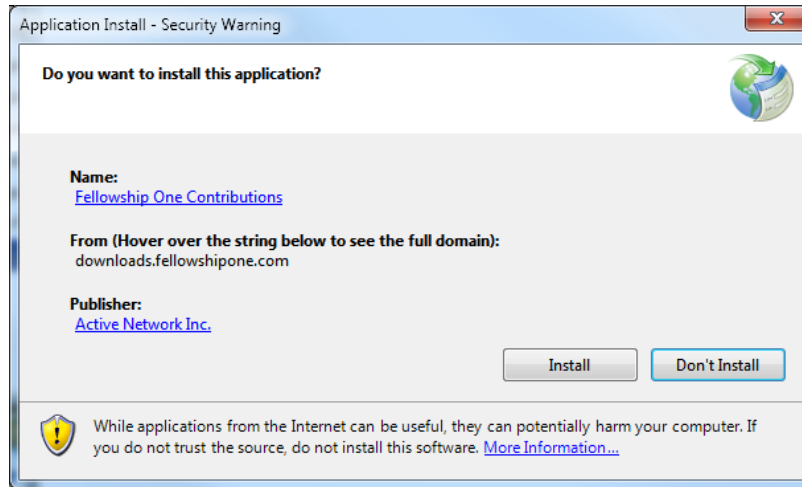 Application Install - Security Warning
Do you want to install this application?
Name:
Fellowship One Contributions
From (Hover over the string below to see the full domain):
downloads.fellowshipone.com
Publisher:
Active Network Inc.
Install
Don't Install
While applications from the Internet can be useful, they can potentially harm your computer. If
you do not trust the source, do not install this software. More Information...